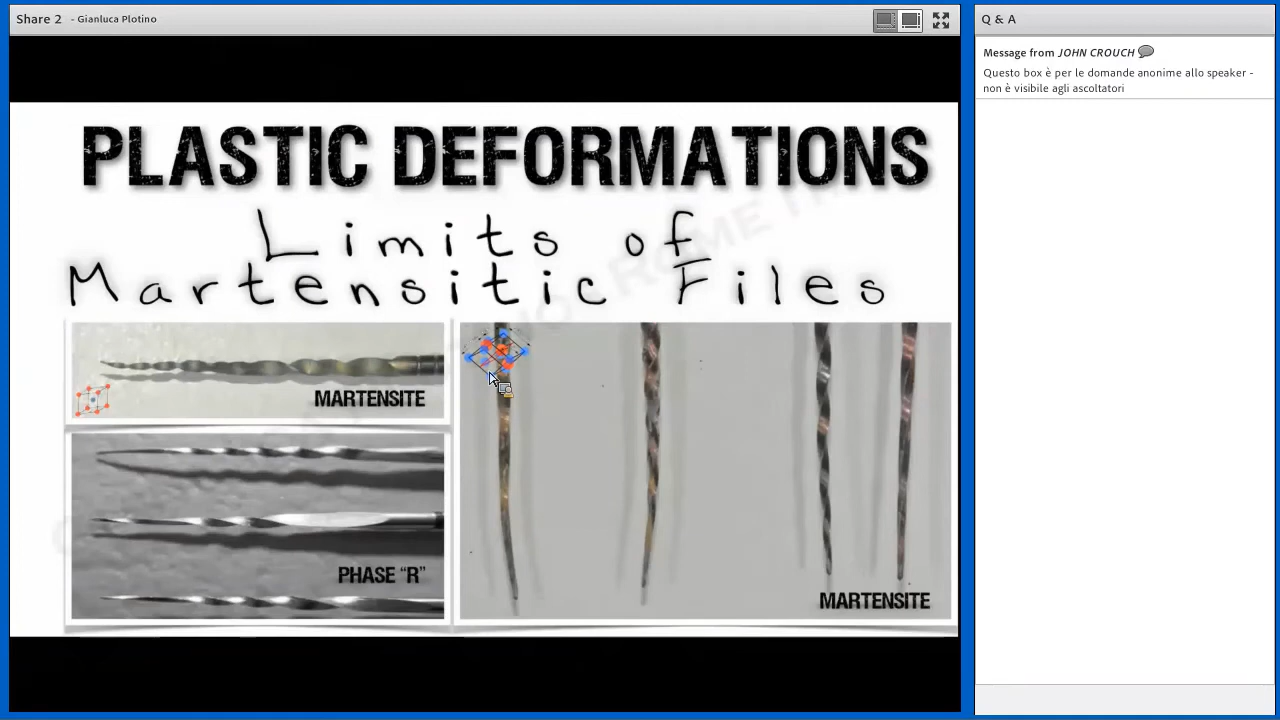 Share 2 - Gianluca Plotino
Q & A
Message from JOHN CROUCH
Questo box è per le domande anonime allo speaker -
non è visibile agli ascoltatori
PLASTIC DEFORMATIONS
Limits of
Martensitic Files
MARTENSITE
PHASE “R”
MARTENSITE